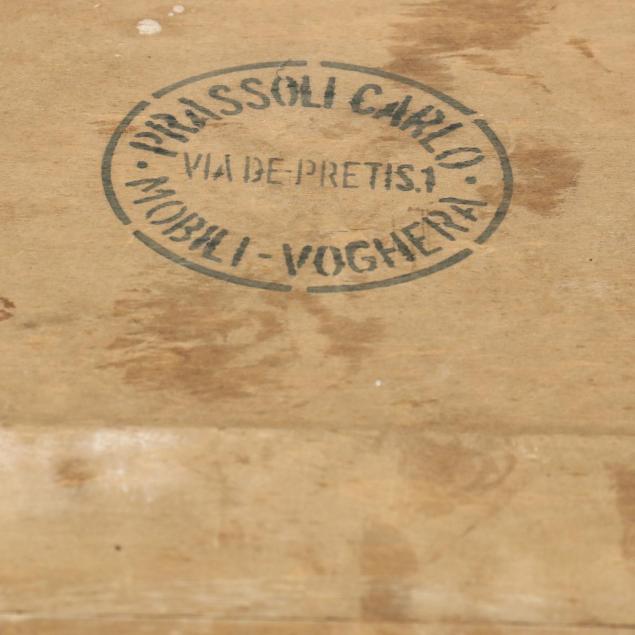 PRASSOLI CARLO
VIA DE-PRETIS.1
MOBILI - VOGHERA